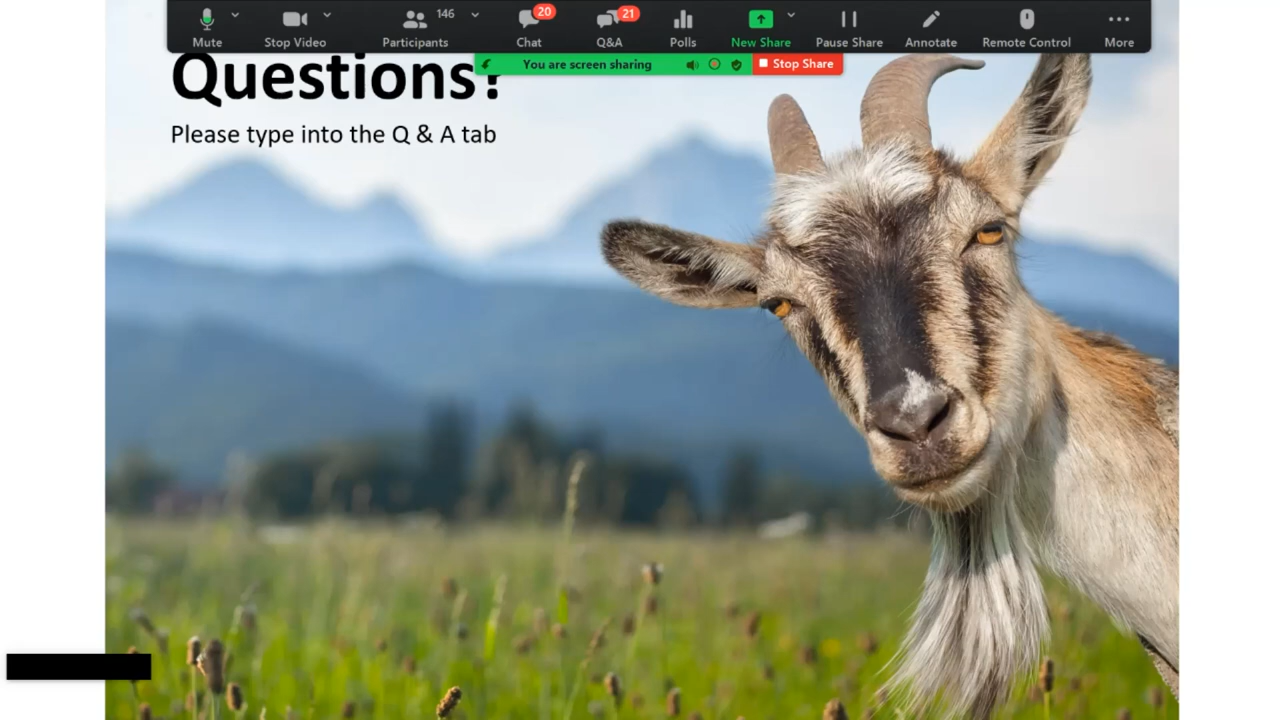 146 20 21
Mute Stop Video Participants Chat Q&A Polls New Share Pause Share Annotate Remote Control More
You are screen sharing Stop Share
Questions?
Please type into the Q & A tab